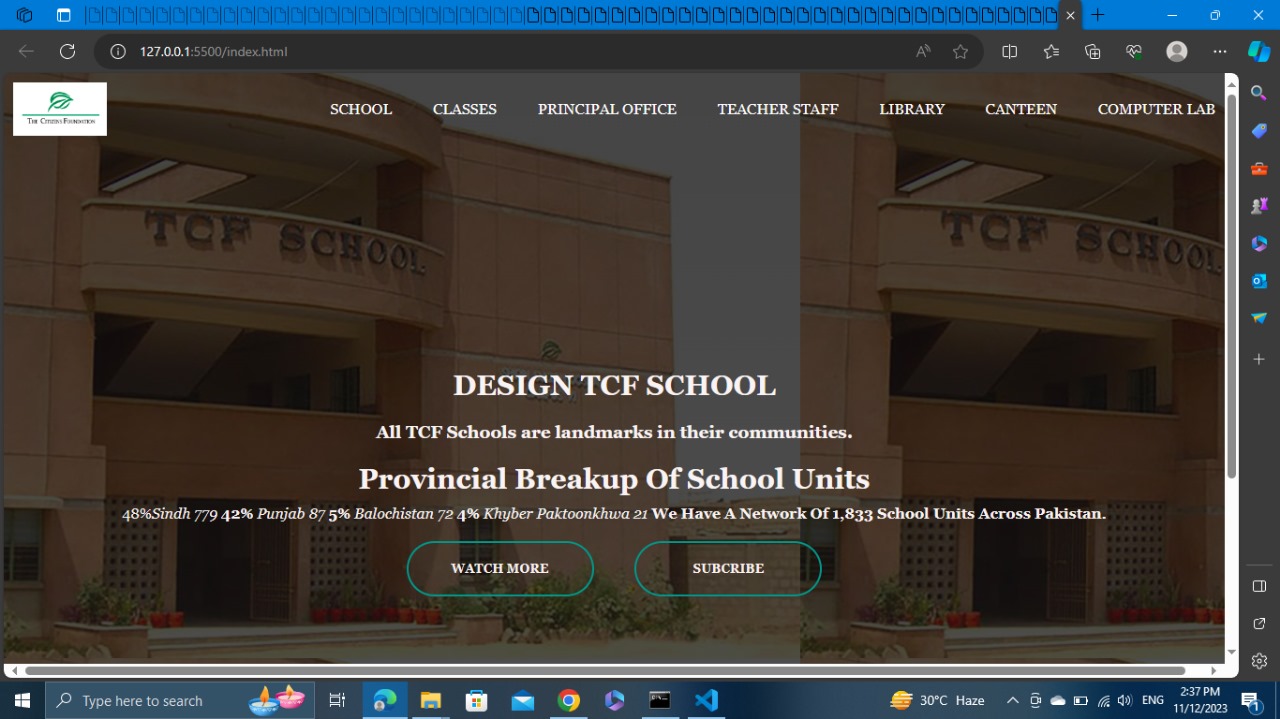 127.0.0.1:5500/index.html
THE CITIZENS FOUNDATION
SCHOOL CLASSES PRINCIPAL OFFICE TEACHER STAFF LIBRARY CANTEEN COMPUTER LAB
TCF SCHOOL TCF SCHOOL
DESIGN TCF SCHOOL
All TCF Schools are landmarks in their communities.
Provincial Breakup Of School Units
48%Sindh 779 42% Punjab 87 5% Balochistan 72 4% Khyber Paktoonkhwa 21 We Have A Network Of 1,833 School Units Across Pakistan.
WATCH MORE SUBCRIBE
Type here to search
30°C Haze
ENG
2:37 PM
11/12/2023
1